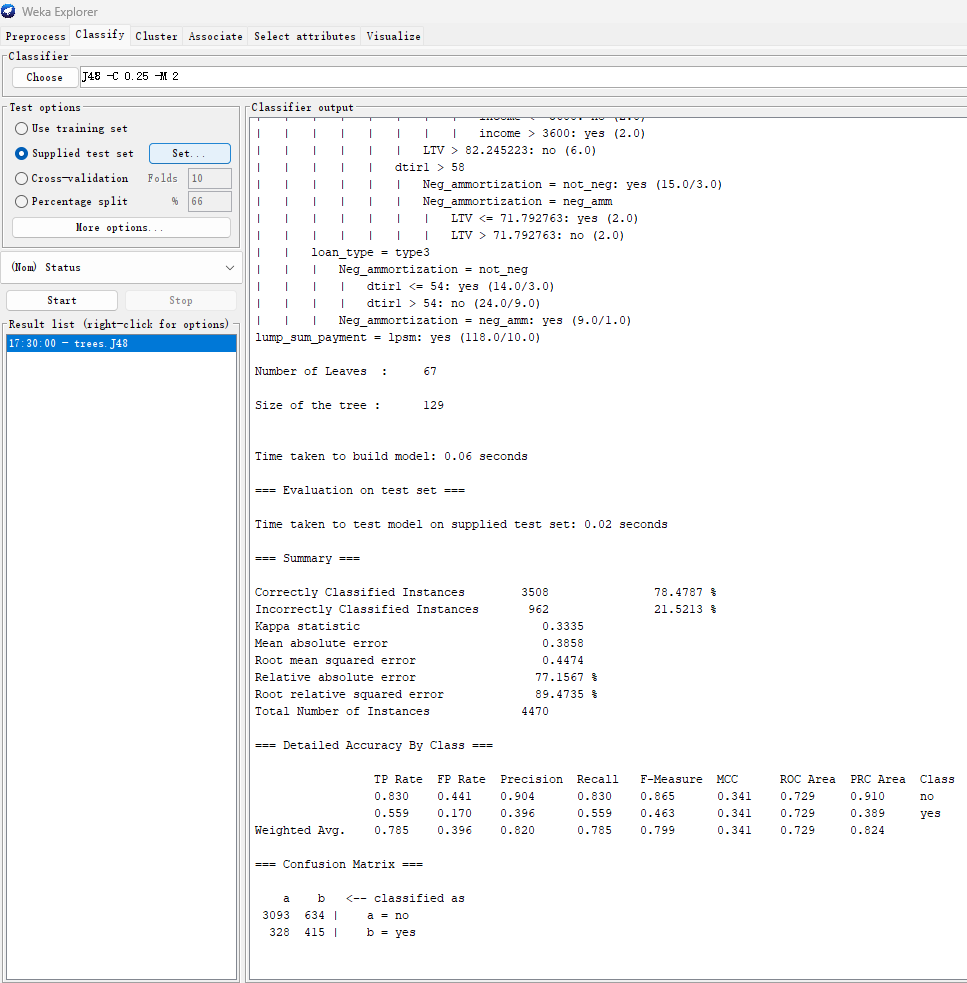 Weka Explorer
Preprocess Classify Cluster Associate Select attributes Visualize
Classifier
Choose J48 -C 0.25 -M 2
Test options
Use training set
Supplied test set Set...
Cross-validation Folds 10
Percentage split % 66
More options...
(Nom) Status
Start Stop
Result list (right-click for options)
17:30:00 - trees.J48
Classifier output
| | | | | | | | income > 3600: yes (2.0)
| | | | | | LTV > 82.245223: no (6.0)
| | | | | dtirl > 58
| | | | | | Neg_ammortization = not_neg: yes (15.0/3.0)
| | | | | | Neg_ammortization = neg_amm
| | | | | | | LTV <= 71.792763: yes (2.0)
| | | | | | | LTV > 71.792763: no (2.0)
| | loan_type = type3
| | | Neg_ammortization = not_neg
| | | | dtirl <= 54: yes (14.0/3.0)
| | | | dtirl > 54: no (24.0/9.0)
| | | Neg_ammortization = neg_amm: yes (9.0/1.0)
lump_sum_payment = lpsm: yes (118.0/10.0)
Number of Leaves : 67
Size of the tree : 129
Time taken to build model: 0.06 seconds
=== Evaluation on test set ===
Time taken to test model on supplied test set: 0.02 seconds
=== Summary ===
Correctly Classified Instances 3508 78.4787 %
Incorrectly Classified Instances 962 21.5213 %
Kappa statistic 0.3335
Mean absolute error 0.3858
Root mean squared error 0.4474
Relative absolute error 77.1567 %
Root relative squared error 89.4735 %
Total Number of Instances 4470
=== Detailed Accuracy By Class ===
TP Rate FP Rate Precision Recall F-Measure MCC ROC Area PRC Area Class
0.830 0.441 0.904 0.830 0.865 0.341 0.729 0.910 no
0.559 0.170 0.396 0.559 0.463 0.341 0.729 0.389 yes
Weighted Avg. 0.785 0.396 0.820 0.785 0.799 0.341 0.729 0.824
=== Confusion Matrix ===
a b <-- classified as
3093 634 | a = no
328 415 | b = yes